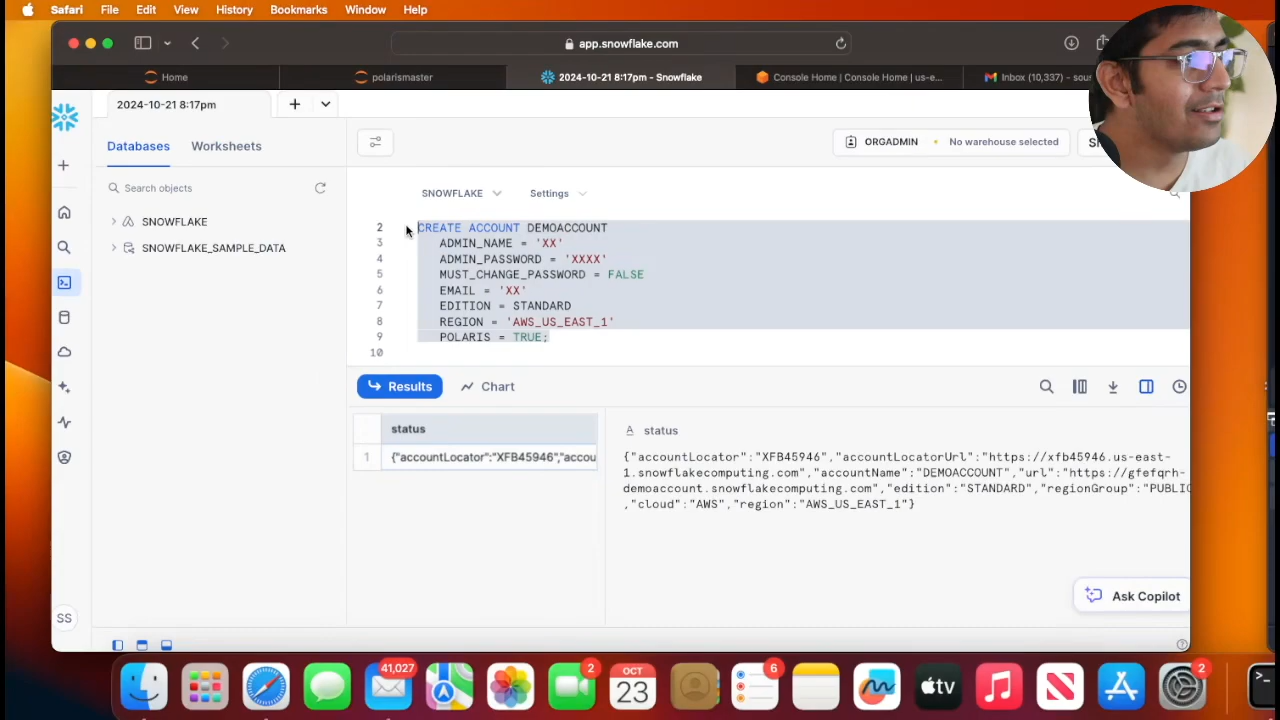 Safari File Edit View History Bookmarks Window Help
app.snowflake.com
Home
polarismaster
2024-10-21 8:17pm - Snowflake
Console Home | Console Home | us-e...
Inbox (10,337) - sour
2024-10-21 8:17pm
Databases Worksheets
ORGADMIN • No warehouse selected
Search objects
SNOWFLAKE
SNOWFLAKE_SAMPLE_DATA
SNOWFLAKE Settings
2 CREATE ACCOUNT DEMOACCOUNT
3 ADMIN_NAME = 'XX'
4 ADMIN_PASSWORD = 'XXXX'
5 MUST_CHANGE_PASSWORD = FALSE
6 EMAIL = 'XX'
7 EDITION = STANDARD
8 REGION = 'AWS_US_EAST_1'
9 POLARIS = TRUE;
10
Results Chart
status
1 {"accountLocator":"XFB45946","accou
A status
{"accountLocator":"XFB45946","accountLocatorUrl":"https://xfb45946.us-east-
1.snowflakecomputing.com","accountName":"DEMOACCOUNT","url":"https://gfefqrh-
demoaccount.snowflakecomputing.com","edition":"STANDARD","regionGroup":"PUBLIC
,"cloud":"AWS","region":"AWS_US_EAST_1"}
Ask Copilot
SS
41,027
2
OCT
23
6
tv
2